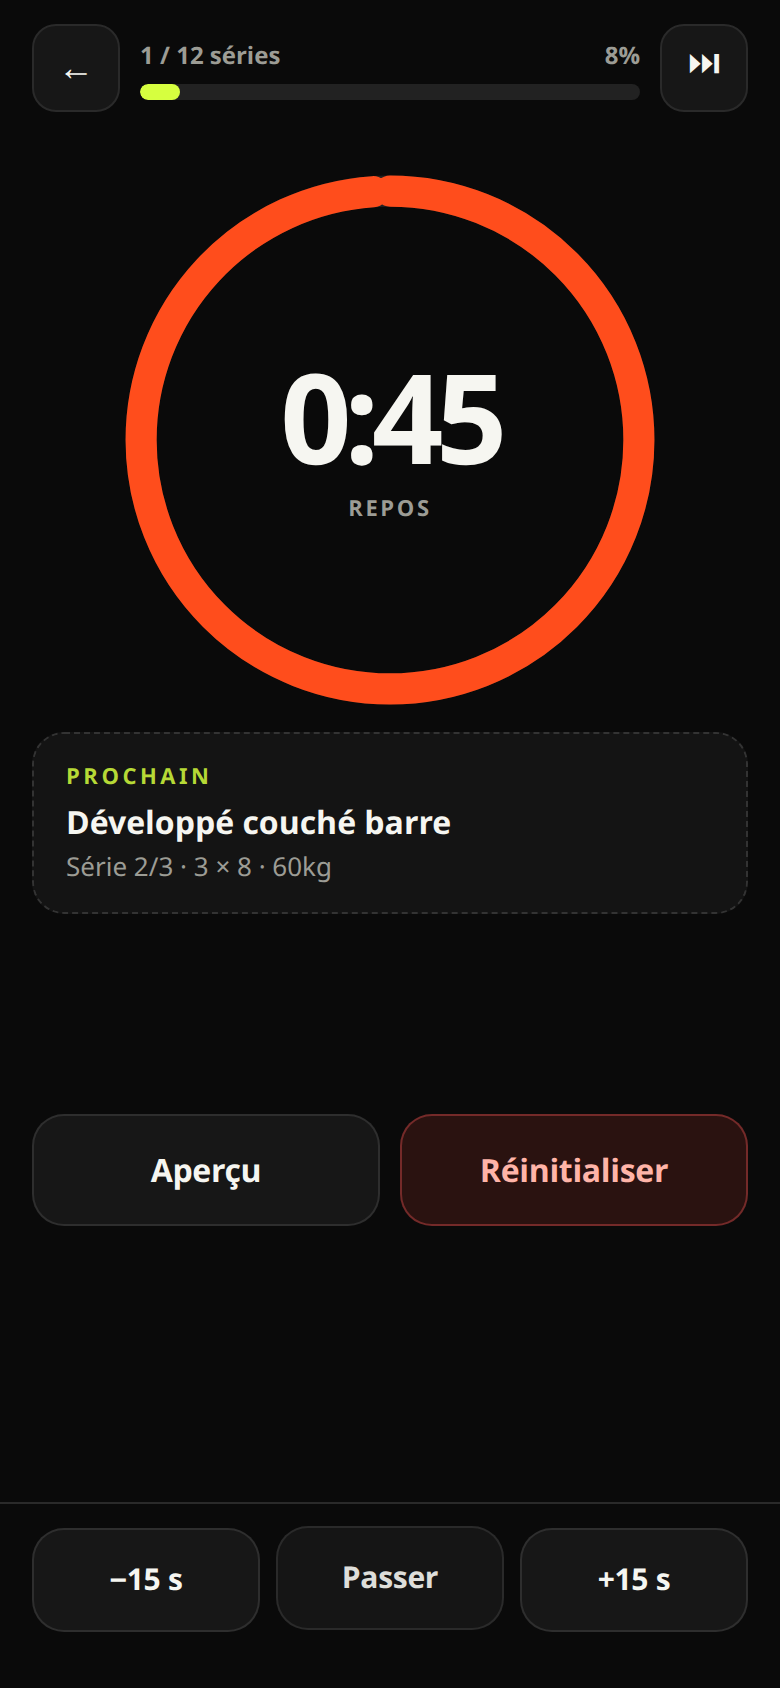 ←
1 / 12 séries
8%
0:45
REPOS
PROCHAIN
Développé couché barre
Série 2/3 · 3 × 8 · 60kg
Aperçu
Réinitialiser
−15 s
Passer
+15 s